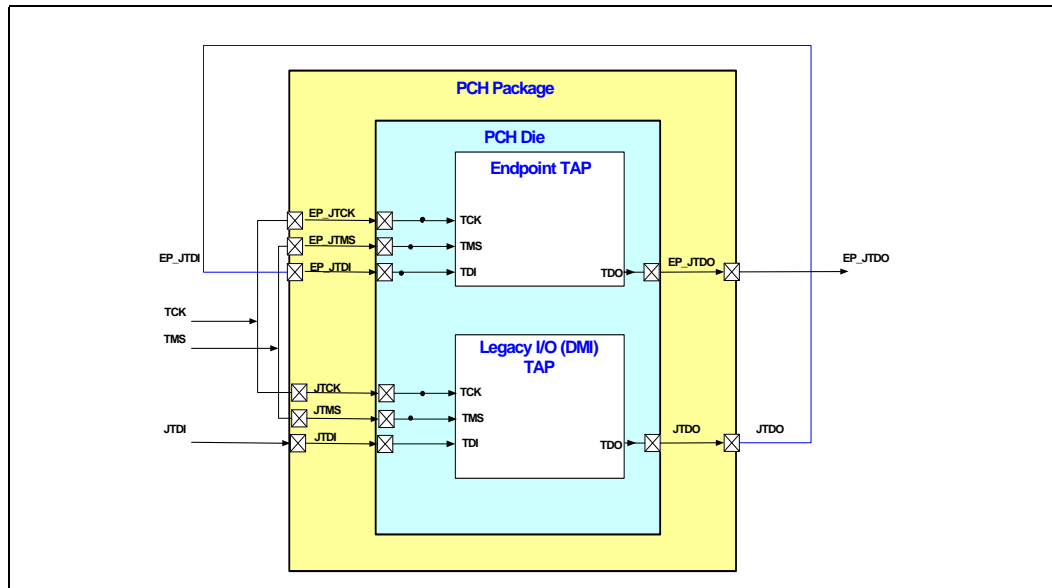 PCH Package
PCH Die
Endpoint TAP
EP_JTCK
TCK
EP_JTMS
TMS
EP_JTDI
EP_JTDI
TDI
TDO
EP_JTDO
EP_JTDO
TCK
TMS
Legacy I/O (DMI)
TAP
JTCK
TCK
JTMS
TMS
JTDI
JTDI
TDI
TDO
JTDO
JTDO